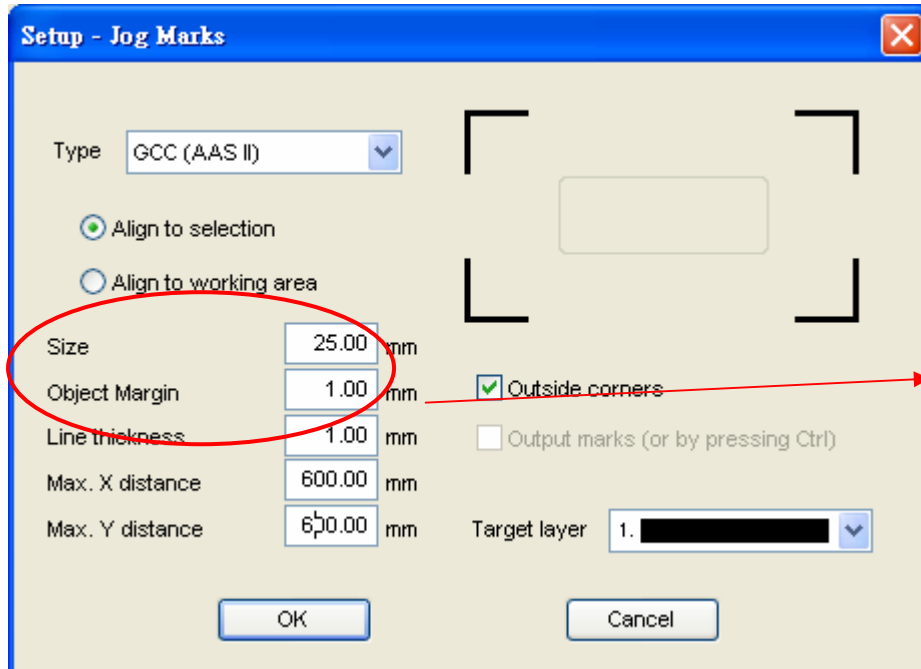 Setup - Jog Marks
Type GCC (AAS II)
Align to selection
Align to working area
Size 25.00 mm
Object Margin 1.00 mm
Outside corners
Line thickness 1.00 mm
Output marks (or by pressing Ctrl)
Max. X distance 600.00 mm
Max. Y distance 600.00 mm
Target layer 1.
OK
Cancel